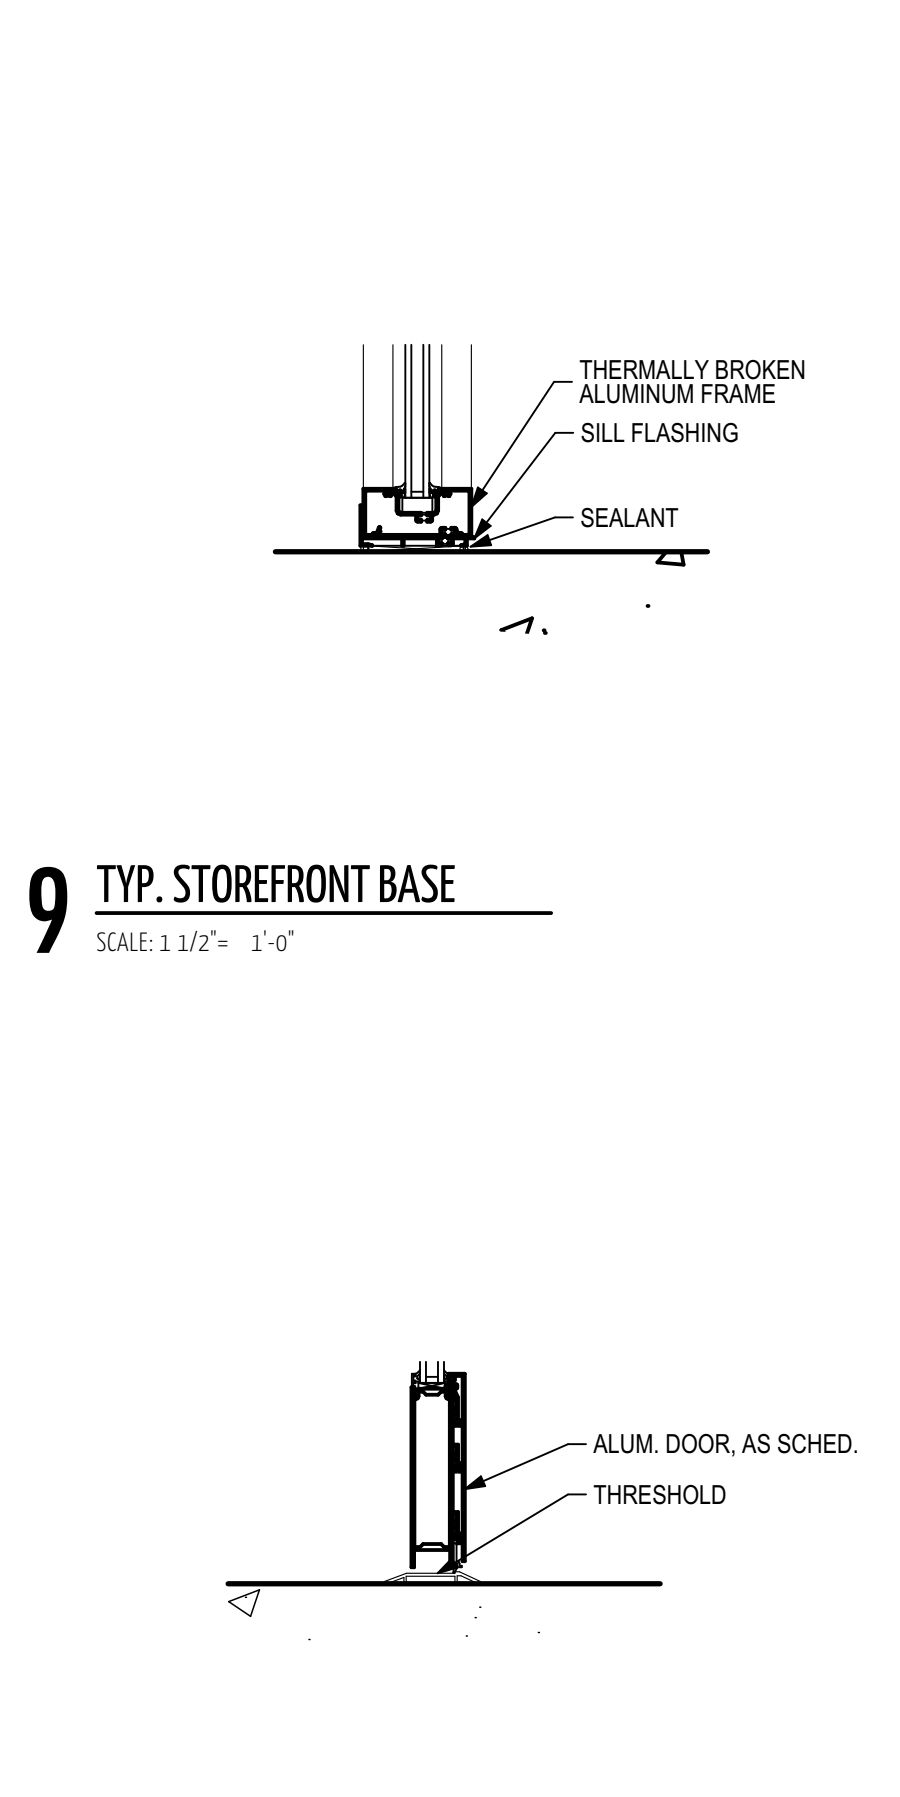 THERMALLY BROKEN
ALUMINUM FRAME
SILL FLASHING
SEALANT
9 TYP. STOREFRONT BASE
SCALE: 1 1/2"= 1'-0"
ALUM. DOOR, AS SCHED.
THRESHOLD